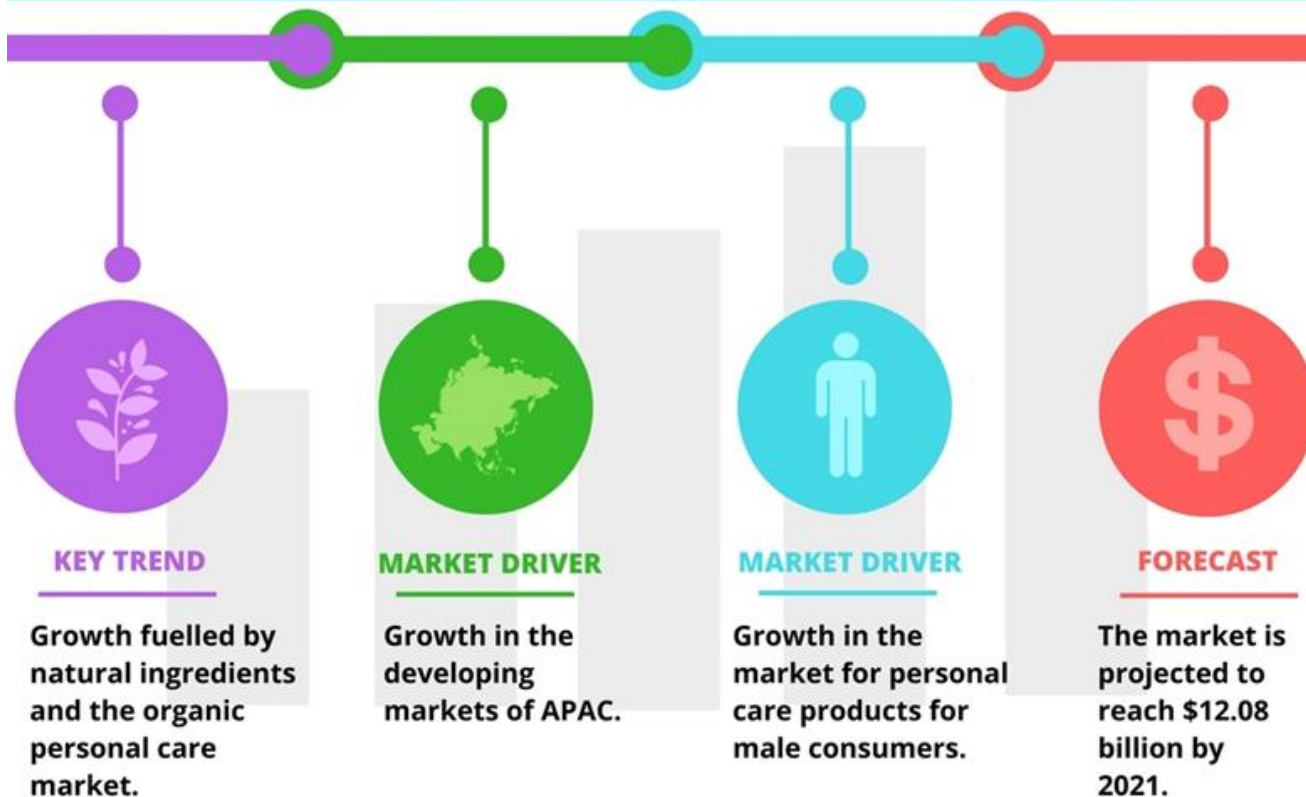 KEY TREND
Growth fuelled by
natural ingredients
and the organic
personal care
market.
MARKET DRIVER
Growth in the
developing
markets of APAC.
MARKET DRIVER
Growth in the
market for personal
care products for
male consumers.
$
FORECAST
The market is
projected to
reach $12.08
billion by
2021.